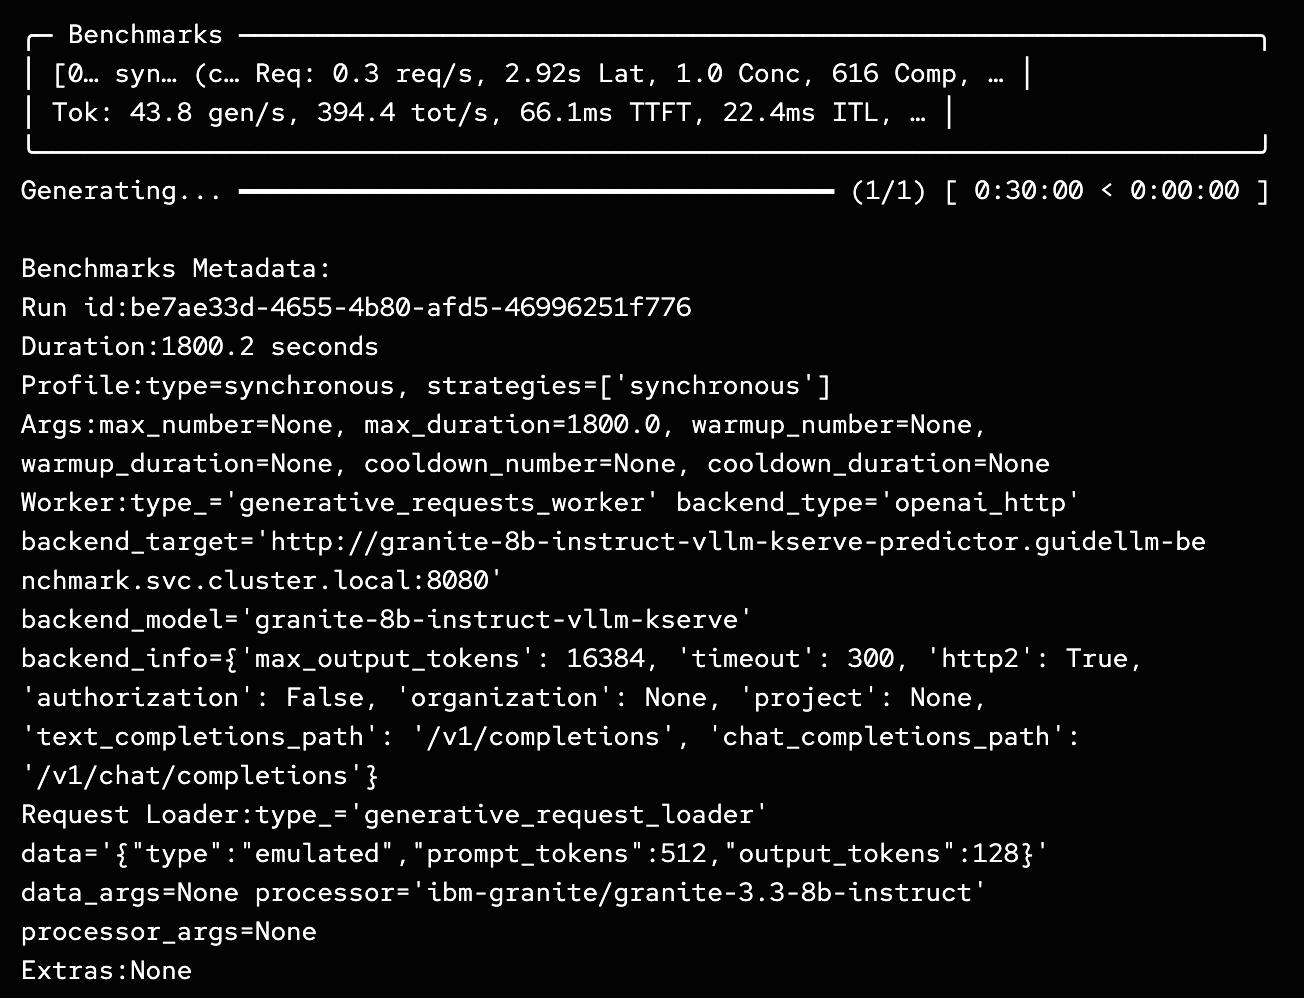 Benchmarks
[0… syn… (c… Req: 0.3 req/s, 2.92s Lat, 1.0 Conc, 616 Comp, …
Tok: 43.8 gen/s, 394.4 tot/s, 66.1ms TTFT, 22.4ms ITL, …
Generating... (1/1) [ 0:30:00 < 0:00:00 ]
Benchmarks Metadata:
Run id:be7ae33d-4655-4b80-afd5-46996251f776
Duration:1800.2 seconds
Profile:type=synchronous, strategies=['synchronous']
Args:max_number=None, max_duration=1800.0, warmup_number=None,
warmup_duration=None, cooldown_number=None, cooldown_duration=None
Worker:type_='generative_requests_worker' backend_type='openai_http'
backend_target='http://granite-8b-instruct-vllm-kserve-predictor.guidellm-be
nchmark.svc.cluster.local:8080'
backend_model='granite-8b-instruct-vllm-kserve'
backend_info={'max_output_tokens': 16384, 'timeout': 300, 'http2': True,
'authorization': False, 'organization': None, 'project': None,
'text_completions_path': '/v1/completions', 'chat_completions_path':
'/v1/chat/completions'}
Request Loader:type_='generative_request_loader'
data='{"type":"emulated","prompt_tokens":512,"output_tokens":128}'
data_args=None processor='ibm-granite/granite-3.3-8b-instruct'
processor_args=None
Extras:None